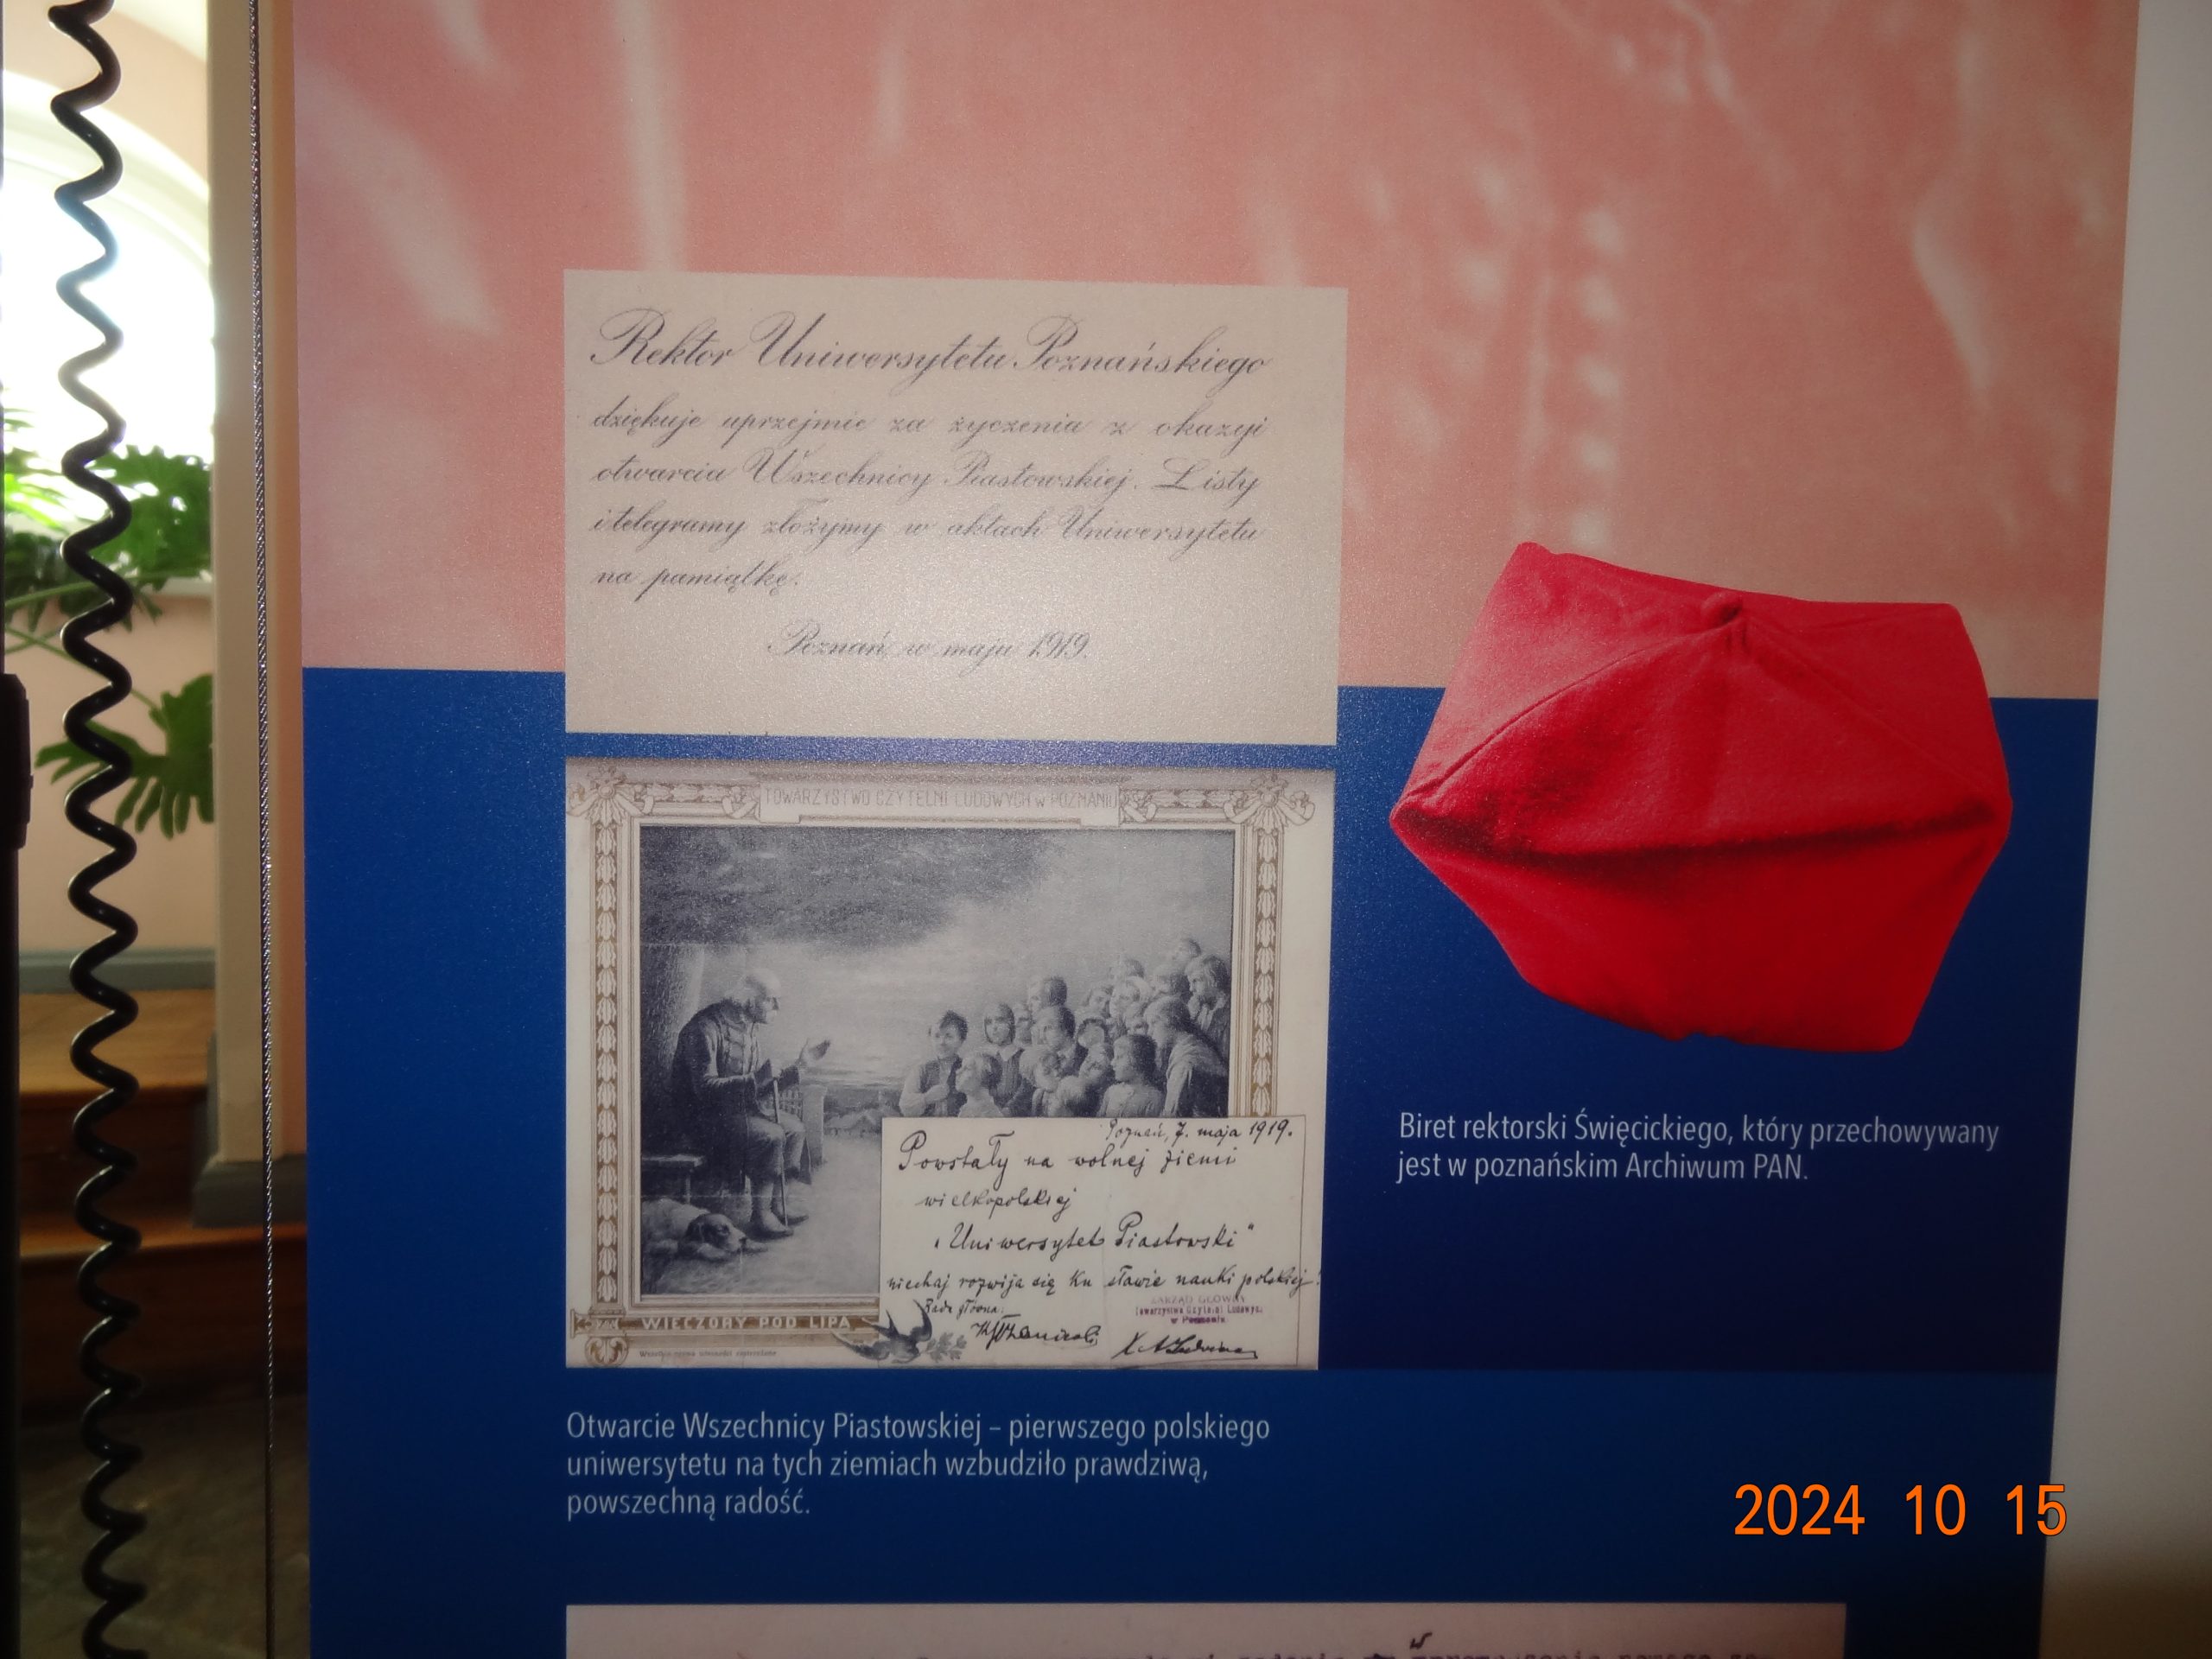 Rektor Uniwersytetu Poznańskiego
dziękuje uprzejmie za życzenia z okazyi
otwarcia Wszechnicy Piastowskiej. Listy
i telegramy złożymy w aktach Uniwersytetu
na pamiątkę.
Poznań, w maju 1919.
TOWARZYSTWO CZYTELNI LUDOWYCH w POZNANIU
Poznań, 7. maja 1919.
Powstały na wolnej ziemi
wielkopolskiej
„Uniwersytet Piastowski"
niechaj rozwija się ku sławie nauki polskiej!
Rada główna:
ZARZĄD GŁÓWNY
Towarzystwa Czytelni Ludowych
w Poznaniu.
WIECZORY POD LIPĄ
Biret rektorski Święcickiego, który przechowywany
jest w poznańskim Archiwum PAN.
Otwarcie Wszechnicy Piastowskiej – pierwszego polskiego
uniwersytetu na tych ziemiach wzbudziło prawdziwą,
powszechną radość.
2024 10 15
w